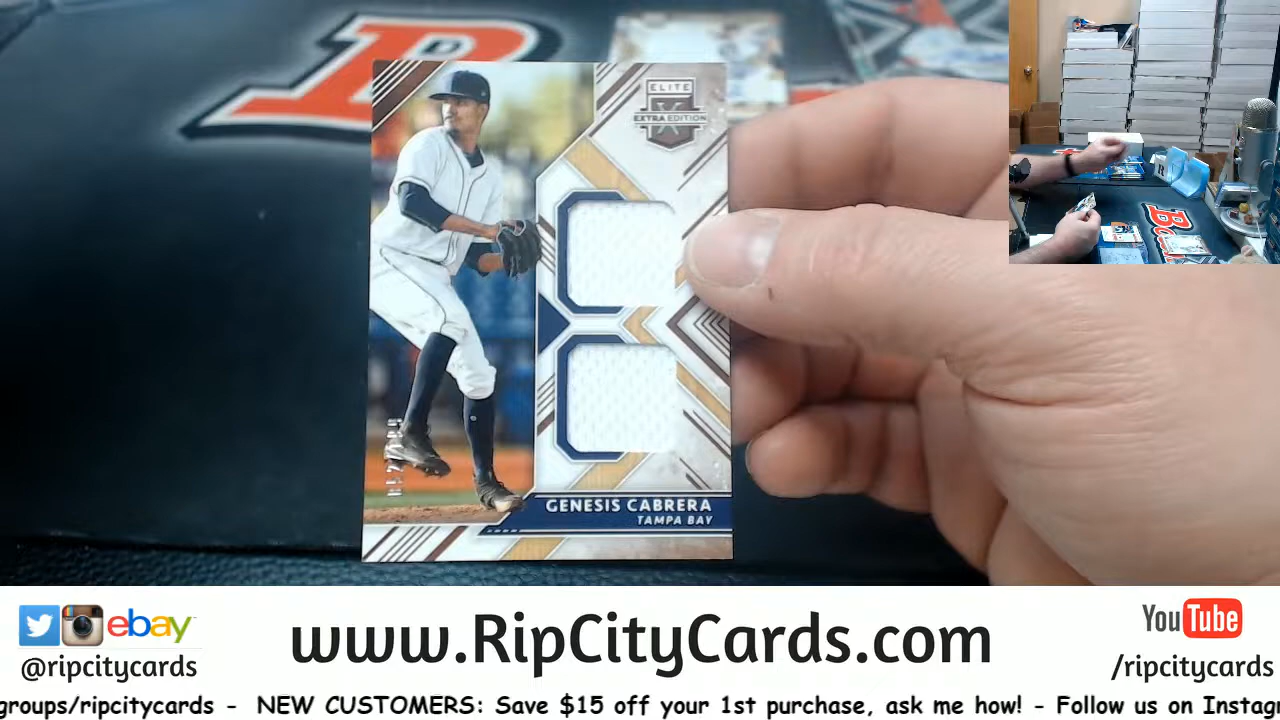 ELITE
X
EXTRA EDITION
GENESIS CABRERA
TAMPA BAY
ebay
@ripcitycards
www.RipCityCards.com
YouTube
/ripcitycards
groups/ripcitycards - NEW CUSTOMERS: Save $15 off your 1st purchase, ask me how! - Follow us on Instag